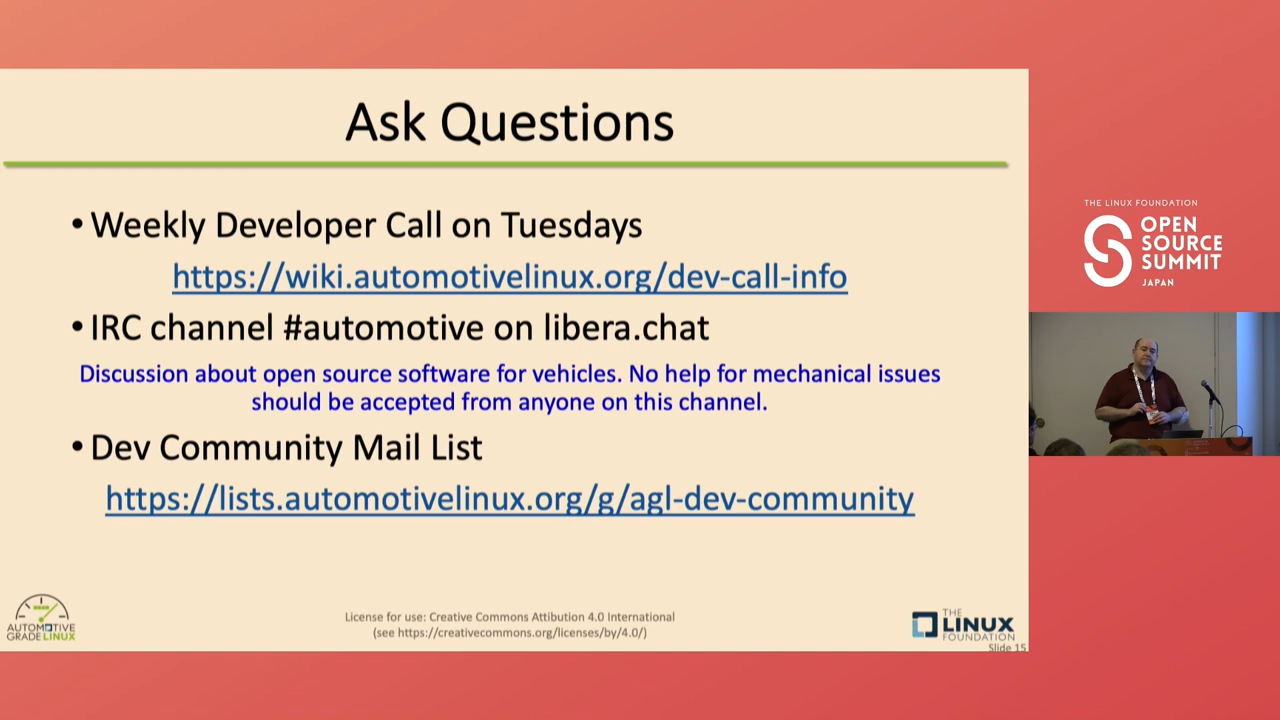 Ask Questions
• Weekly Developer Call on Tuesdays
https://wiki.automotivelinux.org/dev-call-info
• IRC channel #automotive on libera.chat
Discussion about open source software for vehicles. No help for mechanical issues
should be accepted from anyone on this channel.
• Dev Community Mail List
https://lists.automotivelinux.org/g/agl-dev-community
AUTOMOTIVE
GRADE LINUX
License for use: Creative Commons Attibution 4.0 International
(see https://creativecommons.org/licenses/by/4.0/)
THE
LINUX
FOUNDATION
Slide 15
THE LINUX FOUNDATION
OPEN
SOURCE
SUMMIT
JAPAN